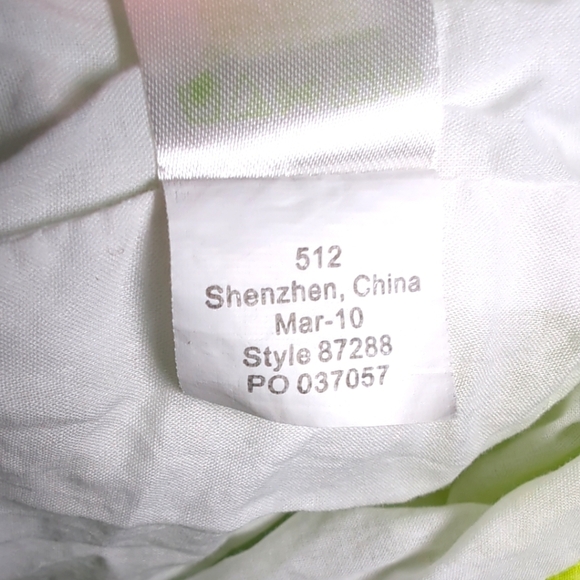 512
Shenzhen, China
Mar-10
Style 87288
PO 037057